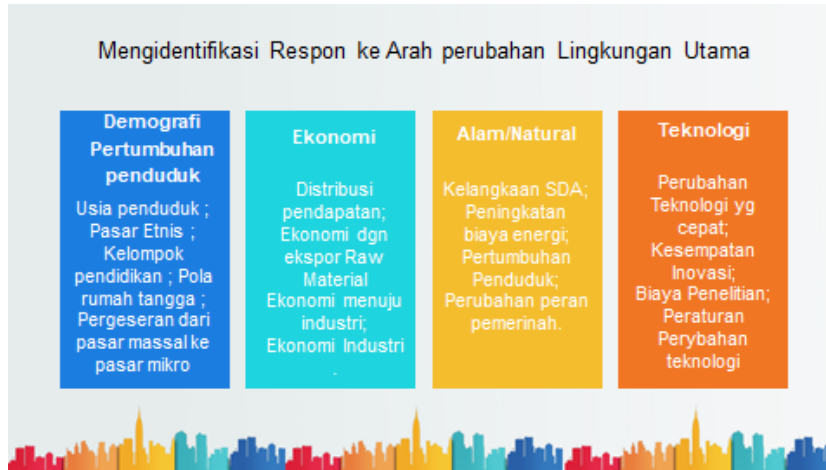 Mengidentifikasi Respon ke Arah perubahan Lingkungan Utama
Demografi
Pertumbuhan
penduduk
Usia penduduk ;
Pasar Etnis ;
Kelompok
pendidikan ; Pola
rumah tangga ;
Pergeseran dari
pasar massal ke
pasar mikro
Ekonomi
Distribusi
pendapatan;
Ekonomi dgn
ekspor Raw
Material
Ekonomi menuju
industri;
Ekonomi Industri
.
Alam/Natural
Kelangkaan SDA;
Peningkatan
biaya energi;
Pertumbuhan
Penduduk;
Perubahan peran
pemerinah.
Teknologi
Perubahan
Teknologi yg
cepat;
Kesempatan
Inovasi;
Biaya Penelitian;
Peraturan
Perybahan
teknologi